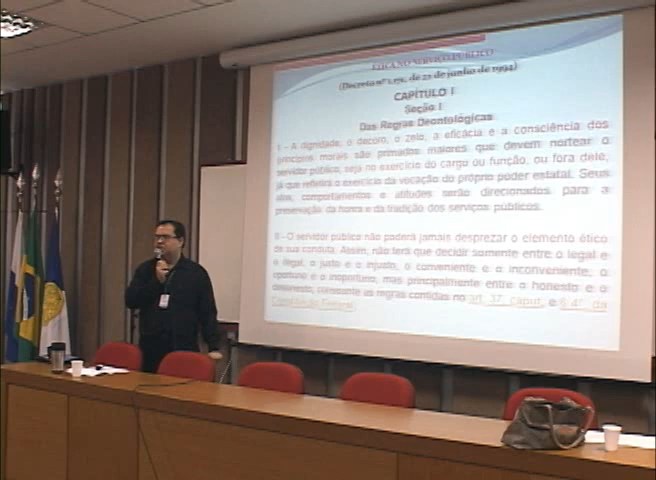 ÉTICA NO SERVIÇO PÚBLICO
(Decreto nº 1.171, de 22 de junho de 1994)
CAPÍTULO I
Seção I
Das Regras Deontológicas
I - A dignidade, o decoro, o zelo, a eficácia e a consciência dos
princípios morais são primados maiores que devem nortear o
servidor público, seja no exercício do cargo ou função, ou fora dele,
já que refletirá o exercício da vocação do próprio poder estatal. Seus
atos, comportamentos e atitudes serão direcionados para a
preservação da honra e da tradição dos serviços públicos.
II - O servidor público não poderá jamais desprezar o elemento ético
de sua conduta. Assim, não terá que decidir somente entre o legal e
o ilegal, o justo e o injusto, o conveniente e o inconveniente, o
oportuno e o inoportuno, mas principalmente entre o honesto e o
desonesto, consoante as regras contidas no art. 37, caput, e § 4°, da
Constituição Federal.